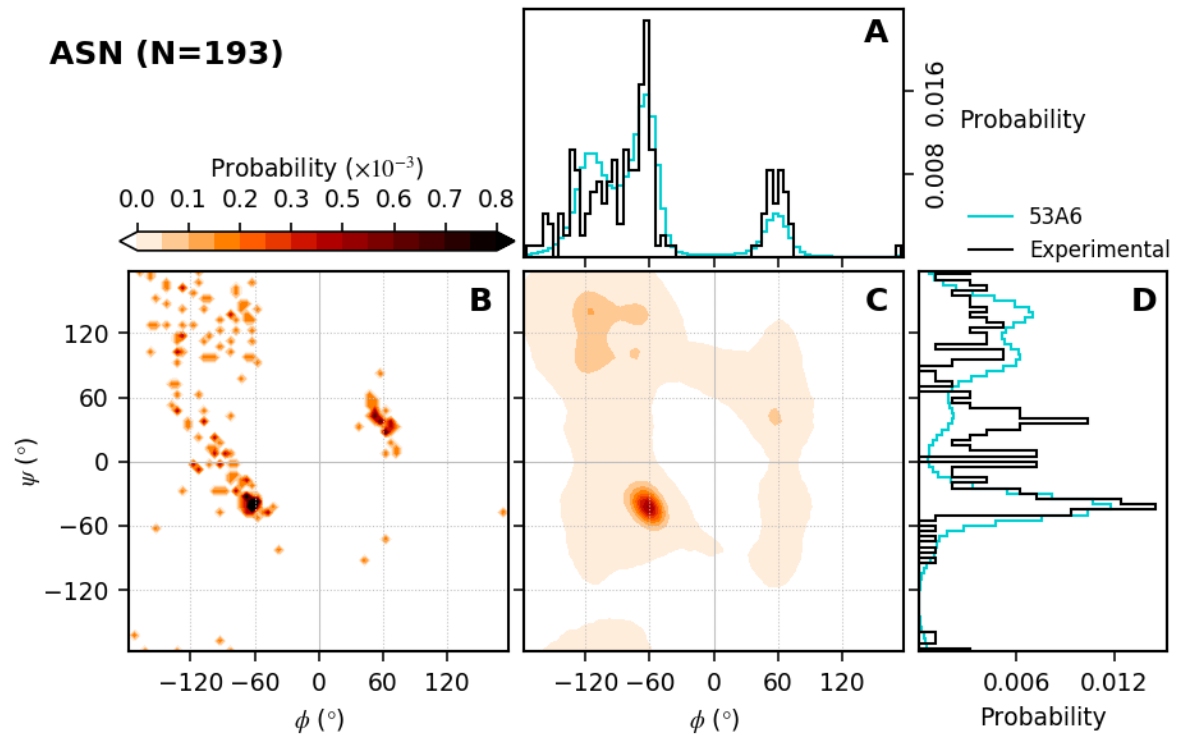 ASN (N=193)
A
0.016
0.008
Probability
53A6
Experimental
Probability (×10⁻³)
0.0 0.1 0.2 0.3 0.5 0.6 0.7 0.8
B
C
D
120
60
0
−60
−120
ψ (°)
−120 −60 0 60 120
−120 −60 0 60 120
0.006 0.012
ϕ (°)
ϕ (°)
Probability